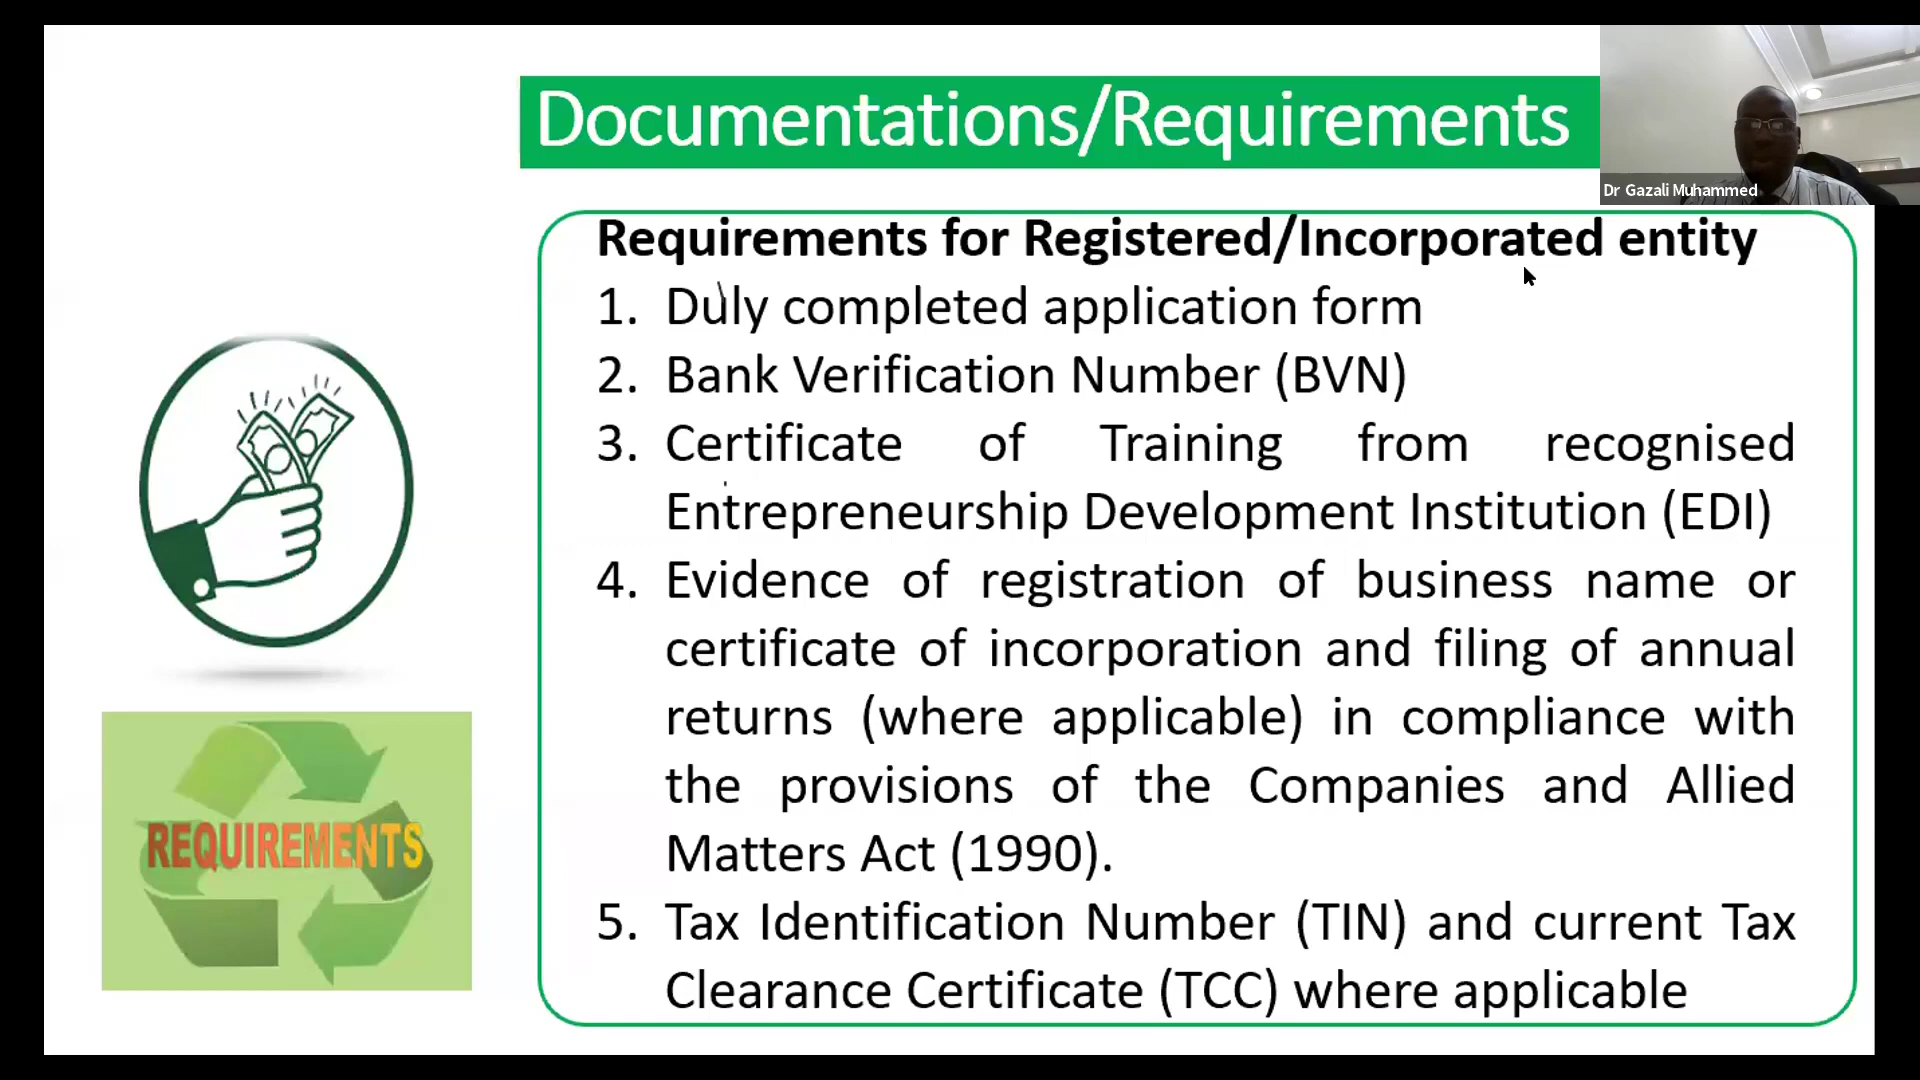 Documentations/Requirements
Dr Gazali Muhammed
Requirements for Registered/Incorporated entity
1. Duly completed application form
2. Bank Verification Number (BVN)
3. Certificate of Training from recognised
Entrepreneurship Development Institution (EDI)
4. Evidence of registration of business name or
certificate of incorporation and filing of annual
returns (where applicable) in compliance with
the provisions of the Companies and Allied
Matters Act (1990).
5. Tax Identification Number (TIN) and current Tax
Clearance Certificate (TCC) where applicable
REQUIREMENTS